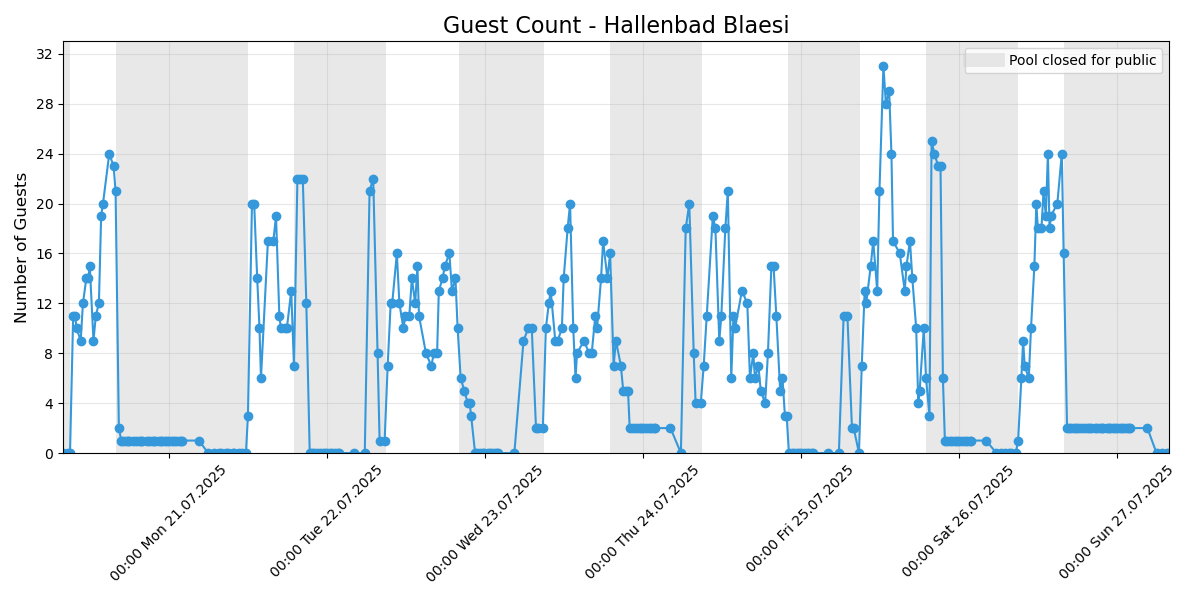 Guest Count - Hallenbad Blaesi
Pool closed for public
Number of Guests
32
28
24
20
16
12
8
4
0
00:00 Mon 21.07.2025
00:00 Tue 22.07.2025
00:00 Wed 23.07.2025
00:00 Thu 24.07.2025
00:00 Fri 25.07.2025
00:00 Sat 26.07.2025
00:00 Sun 27.07.2025